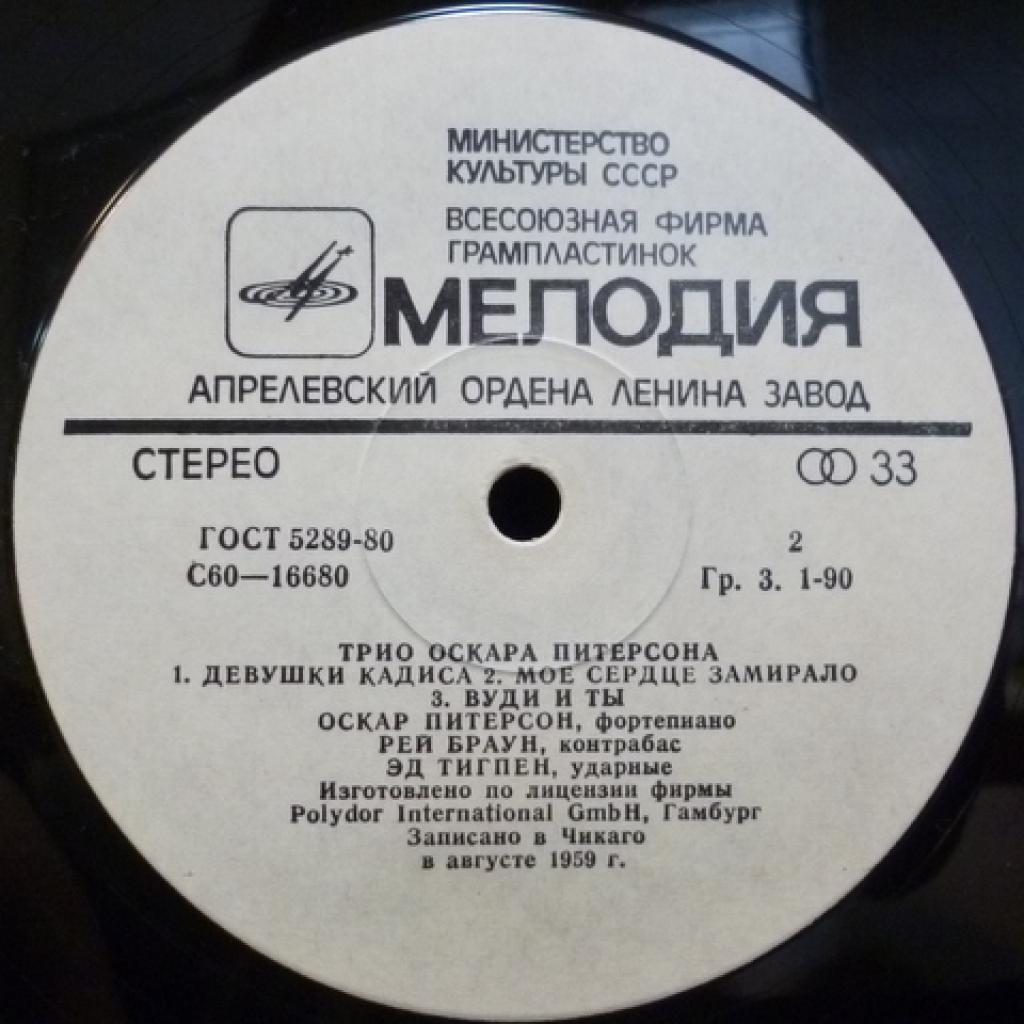 МИНИСТЕРСТВО
КУЛЬТУРЫ СССР
ВСЕСОЮЗНАЯ ФИРМА
ГРАМПЛАСТИНОК
МЕЛОДИЯ
АПРЕЛЕВСКИЙ ОРДЕНА ЛЕНИНА ЗАВОД
СТЕРЕО 33
ГОСТ 5289-80 2
С60—16680 Гр. 3. 1-90
ТРИО ОСКАРА ПИТЕРСОНА
1. ДЕВУШКИ КАДИСА 2. МОЕ СЕРДЦЕ ЗАМИРАЛО
3. ВУДИ И ТЫ
ОСКАР ПИТЕРСОН, фортепиано
РЕЙ БРАУН, контрабас
ЭД ТИГПЕН, ударные
Изготовлено по лицензии фирмы
Polydor International GmbH, Гамбург
Записано в Чикаго
в августе 1959 г.